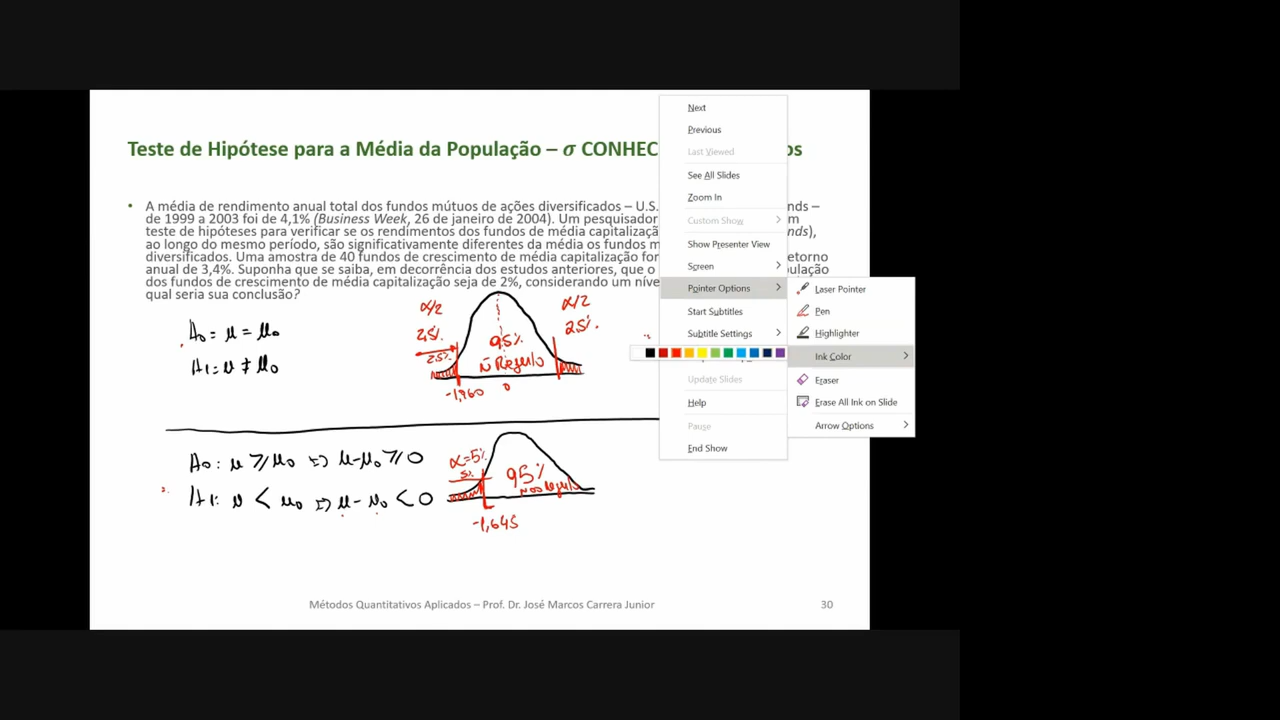 Teste de Hipótese para a Média da População – σ CONHEC
os
• A média de rendimento anual total dos fundos mútuos de ações diversificados – U.S.
nds –
de 1999 a 2003 foi de 4,1% (Business Week, 26 de janeiro de 2004). Um pesquisador
m
teste de hipóteses para verificar se os rendimentos dos fundos de média capitalizaçã
nds),
ao longo do mesmo período, são significativamente diferentes da média os fundos m
diversificados. Uma amostra de 40 fundos de crescimento de média capitalização for
etorno
anual de 3,4%. Suponha que se saiba, em decorrência dos estudos anteriores, que o
pulação
dos fundos de crescimento de média capitalização seja de 2%, considerando um níve
qual seria sua conclusão?
Next
Previous
Last Viewed
See All Slides
Zoom In
Custom Show
Show Presenter View
Screen
Pointer Options
Start Subtitles
Subtitle Settings
Update Slides
Help
Pause
End Show
Laser Pointer
Pen
Highlighter
Ink Color
Eraser
Erase All Ink on Slide
Arrow Options
H0: μ = μ0
H1: μ ≠ μ0
α/2
2,5%
2,5%
95%
ñ Rejeito
α/2
2,5%
-1,960
0
H0: μ ≥ μ0 ⇒ μ-μ0 ≥ 0
H1: μ < μ0 ⇒ μ-μ0 < 0
α=5%
5%
95%
não rejeito
-1,645
Métodos Quantitativos Aplicados – Prof. Dr. José Marcos Carrera Junior
30